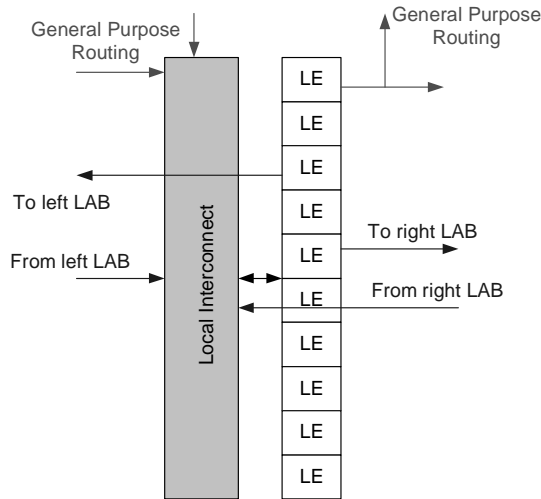 General Purpose
Routing
General Purpose
Routing
LE
LE
LE
To left LAB
LE
To right LAB
From left LAB
LE
Local Interconnect
LE
From right LAB
LE
LE
LE
LE